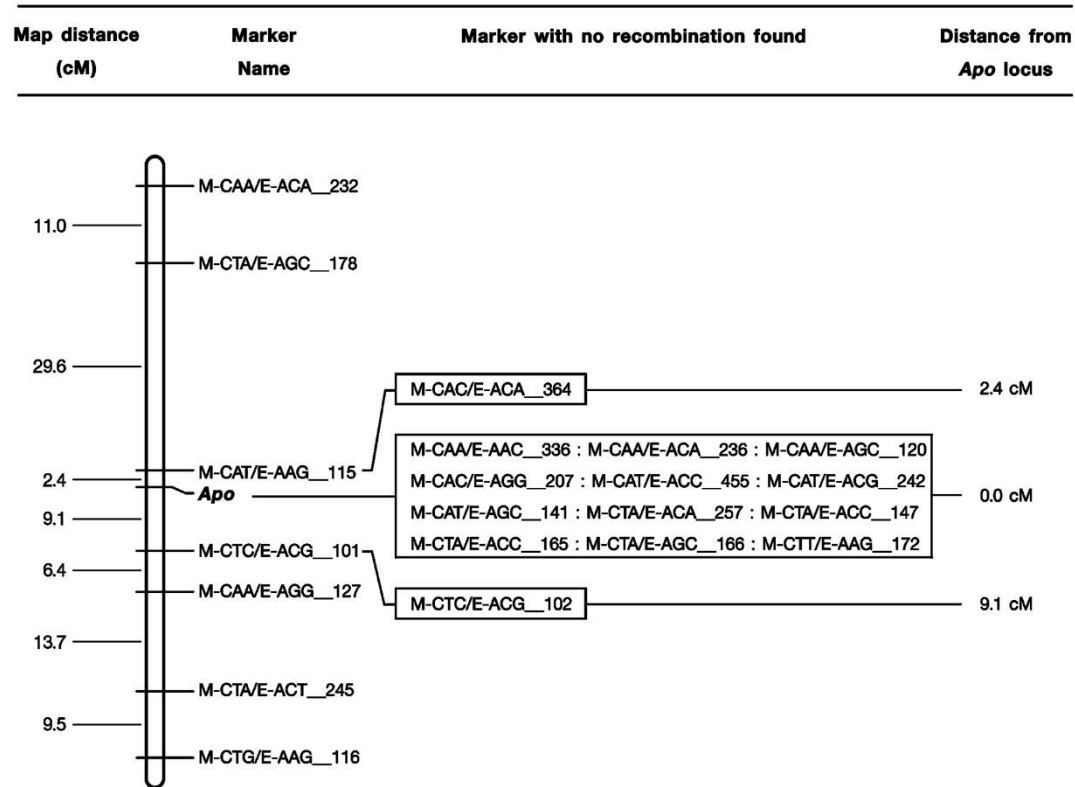 Map distance (cM) Marker Name Marker with no recombination found Distance from Apo locus
M-CAA/E-ACA__232
11.0
M-CTA/E-AGC__178
29.6
M-CAC/E-ACA__364 2.4 cM
M-CAT/E-AAG__115
2.4
Apo
M-CAA/E-AAC__336 : M-CAA/E-ACA__236 : M-CAA/E-AGC__120
M-CAC/E-AGG__207 : M-CAT/E-ACC__455 : M-CAT/E-ACG__242
M-CAT/E-AGC__141 : M-CTA/E-ACA__257 : M-CTA/E-ACC__147
M-CTA/E-ACC__165 : M-CTA/E-AGC__166 : M-CTT/E-AAG__172
0.0 cM
9.1
M-CTC/E-ACG__101
6.4
M-CAA/E-AGG__127
M-CTC/E-ACG__102 9.1 cM
13.7
M-CTA/E-ACT__245
9.5
M-CTG/E-AAG__116